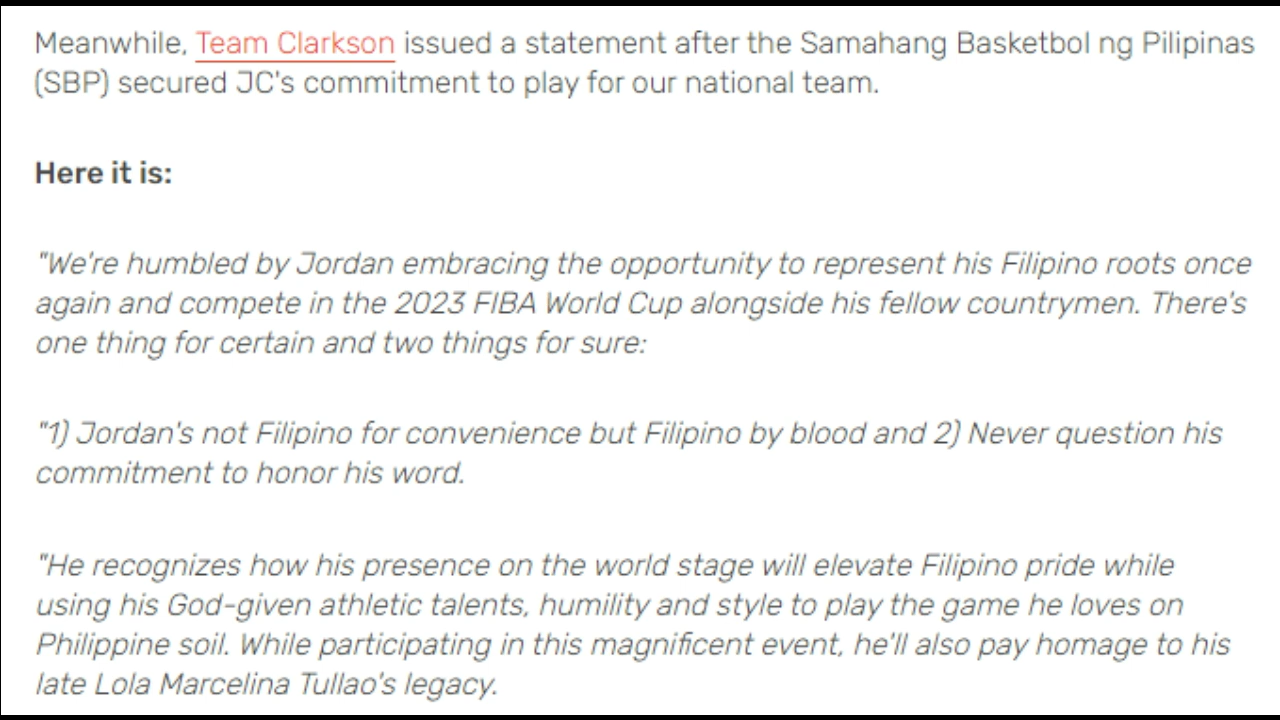 Meanwhile, Team Clarkson issued a statement after the Samahang Basketbol ng Pilipinas
(SBP) secured JC's commitment to play for our national team.
Here it is:
"We're humbled by Jordan embracing the opportunity to represent his Filipino roots once
again and compete in the 2023 FIBA World Cup alongside his fellow countrymen. There's
one thing for certain and two things for sure:
"1) Jordan's not Filipino for convenience but Filipino by blood and 2) Never question his
commitment to honor his word.
"He recognizes how his presence on the world stage will elevate Filipino pride while
using his God-given athletic talents, humility and style to play the game he loves on
Philippine soil. While participating in this magnificent event, he'll also pay homage to his
late Lola Marcelina Tullao's legacy.